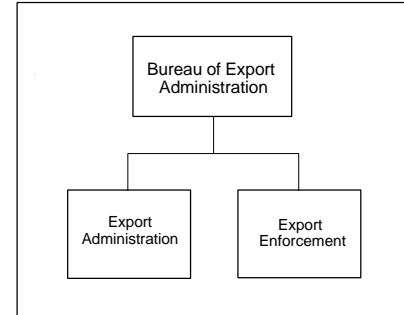 Bureau of Export
Administration
Export
Administration
Export
Enforcement